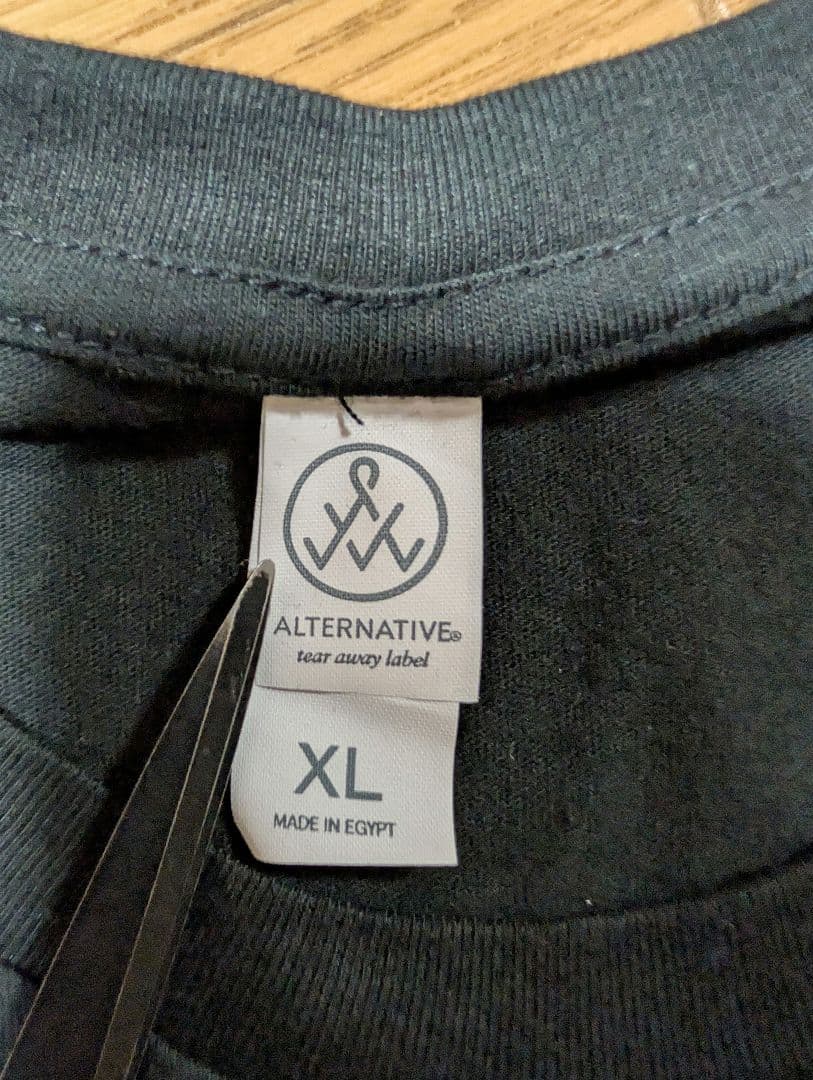 ALTERNATIVE®
tear away label
XL
MADE IN EGYPT